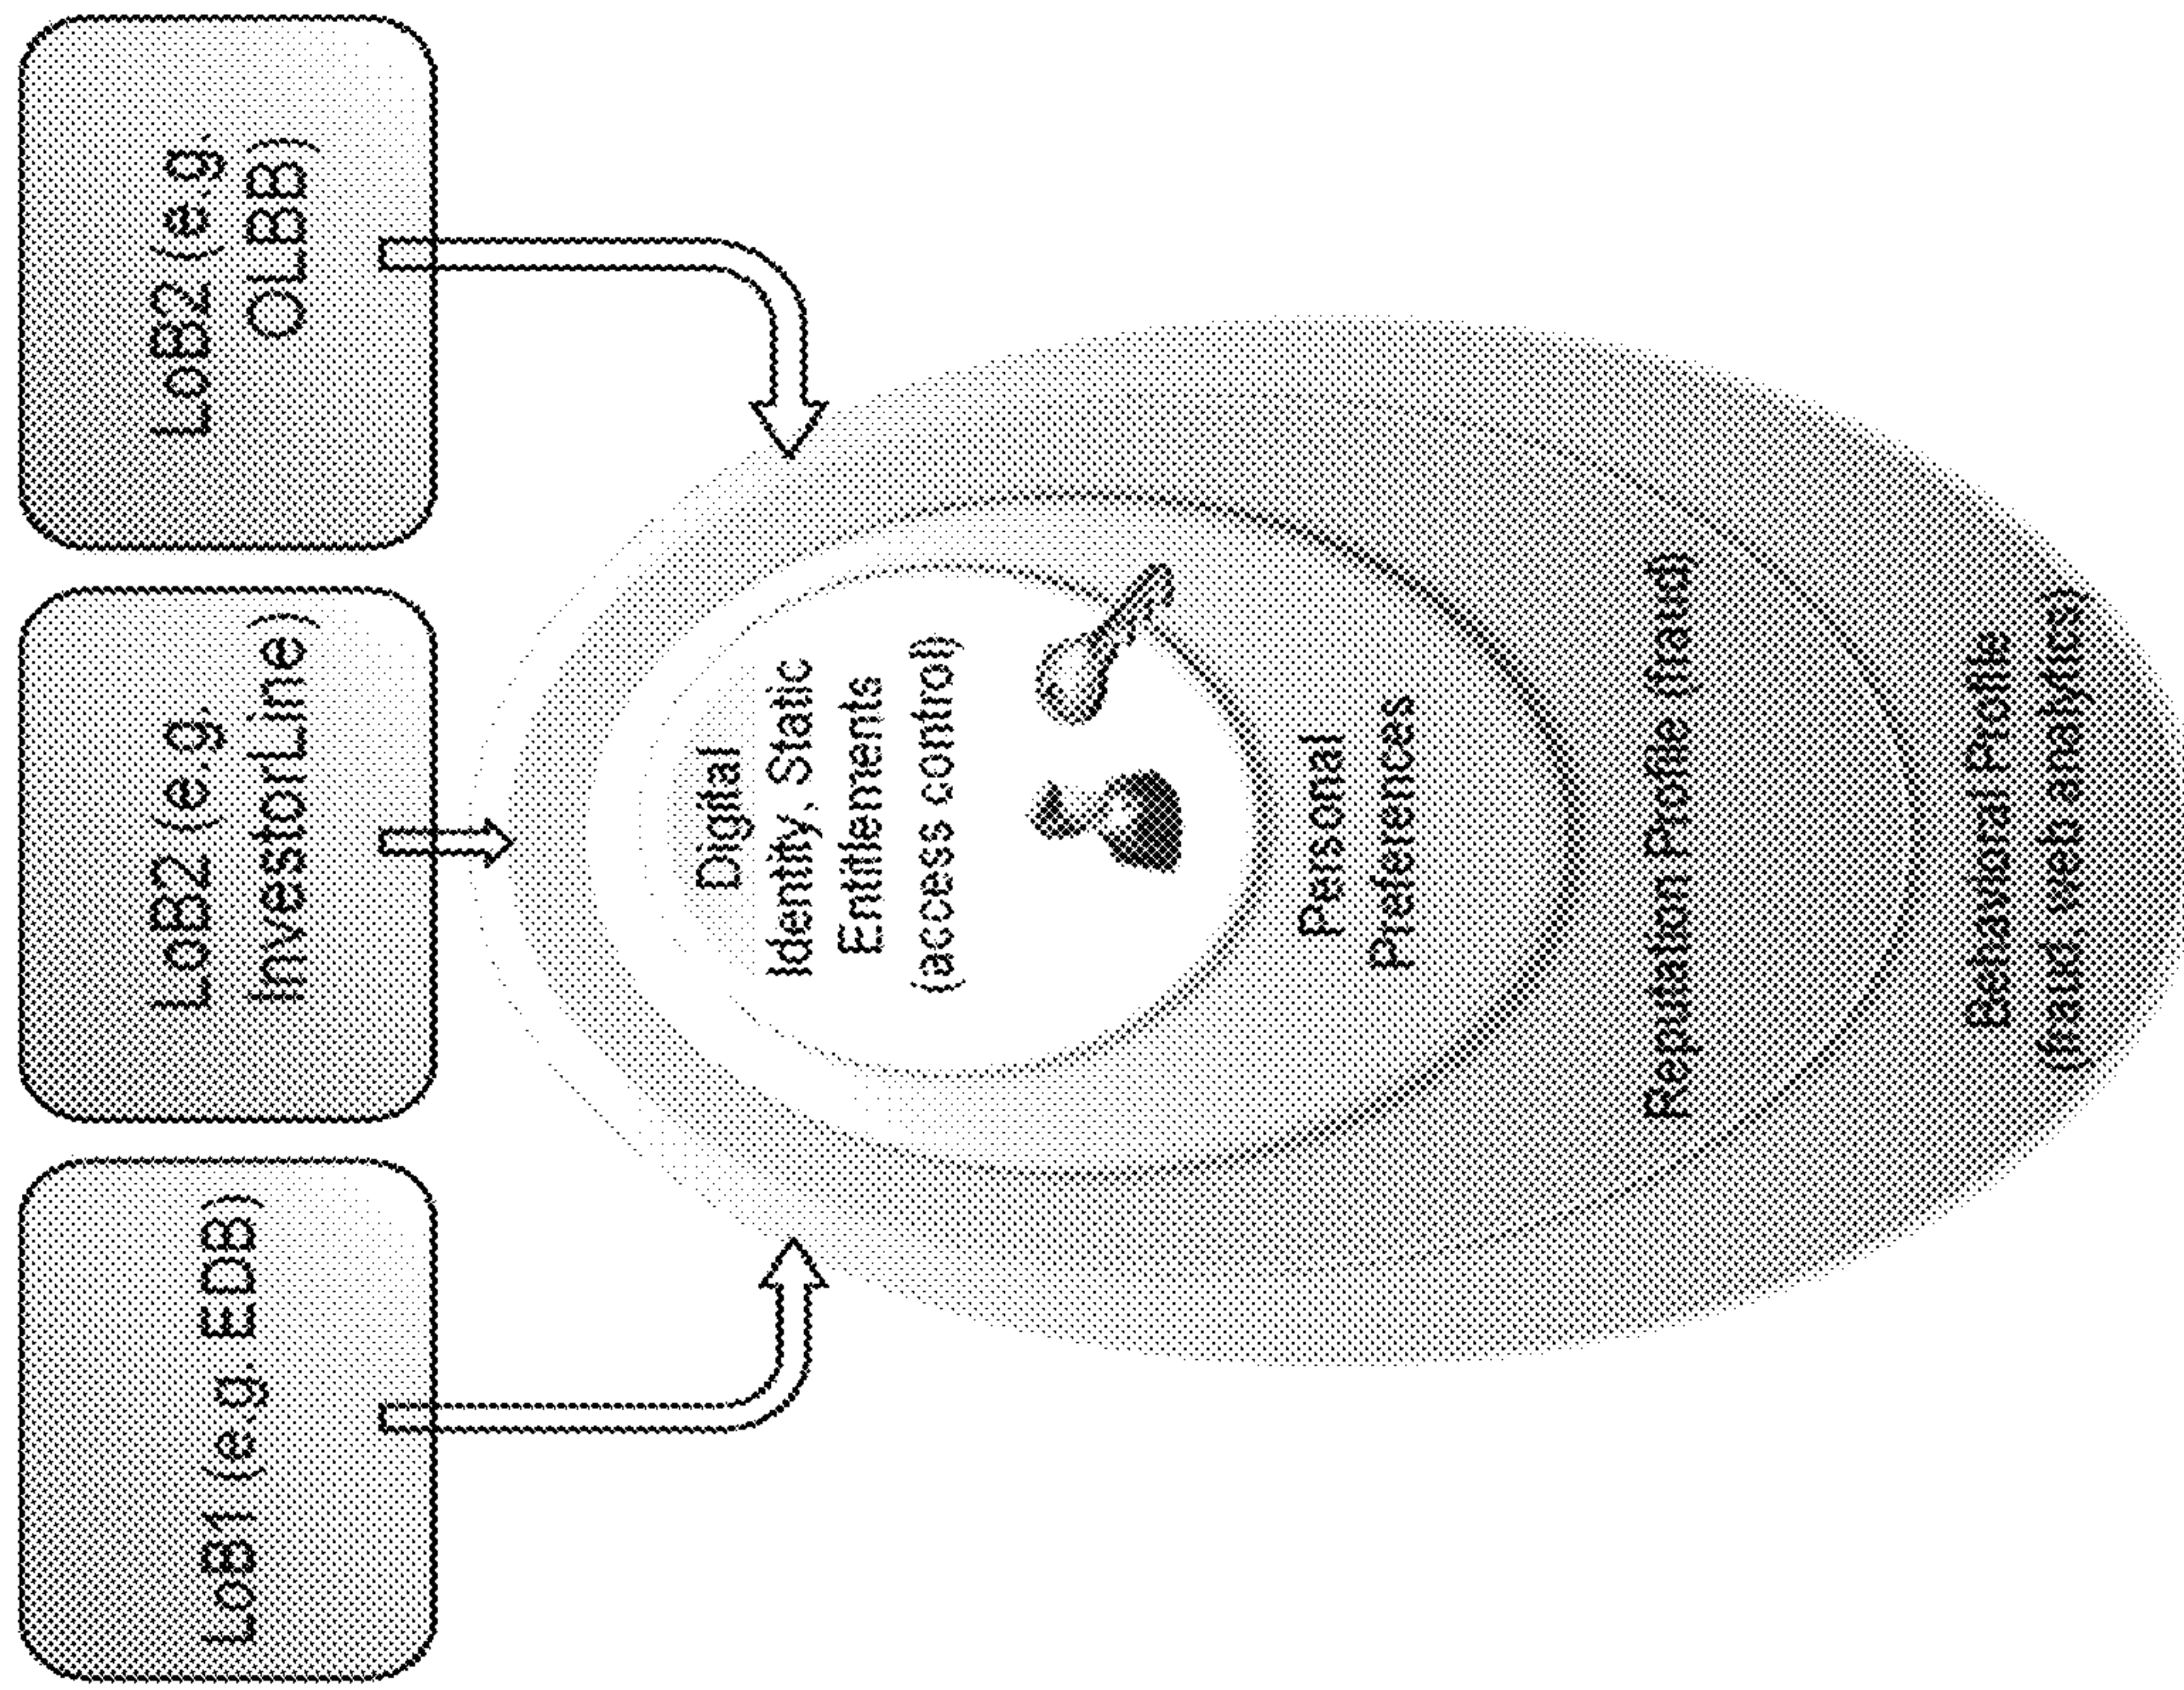 LoB1 (e.g. EDB)
LoB2 (e.g.
InvestorLine)
LoB2 (e.g.
OLBB)
Digital
Identity, Static
Entitlements
(access control)
Personal
Preferences
Reputation Profile (fraud)
Behavioral Profile
(fraud, web analytics)